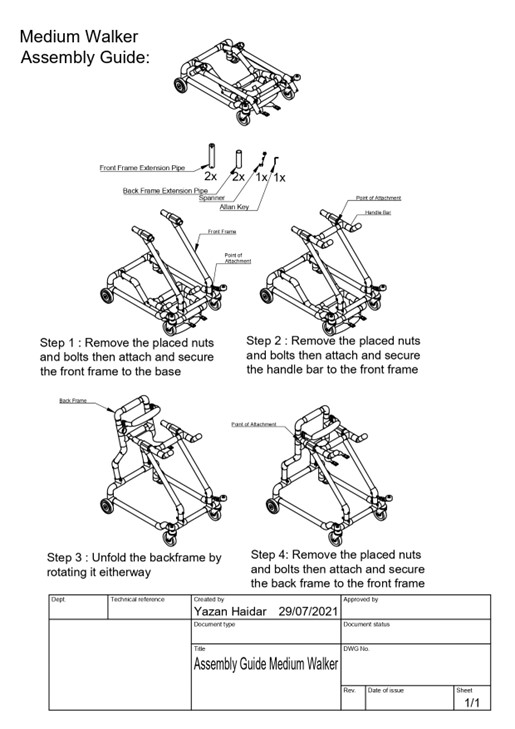 Medium Walker
Assembly Guide:
Front Frame Extension Pipe
2x
2x
1x
1x
Back Frame Extension Pipe
Spanner
Allan Key
Front Frame
Point of
Attachment
Point of Attachment
Handle Bar
Step 1 : Remove the placed nuts
and bolts then attach and secure
the front frame to the base
Step 2 : Remove the placed nuts
and bolts then attach and secure
the handle bar to the front frame
Back Frame
Point of Attachment
Step 3 : Unfold the backframe by
rotating it eitherway
Step 4: Remove the placed nuts
and bolts then attach and secure
the back frame to the front frame
Dept.
Technical reference
Created by
Approved by
Yazan Haidar 29/07/2021
Document type
Document status
Title
DWG No.
Assembly Guide Medium Walker
Rev.
Date of issue
Sheet
1/1